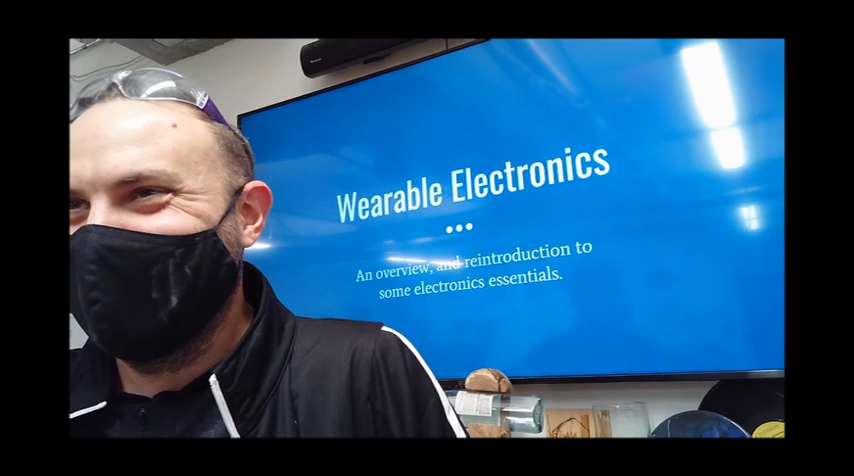 Wearable Electronics
An overview, and reintroduction to
some electronics essentials.